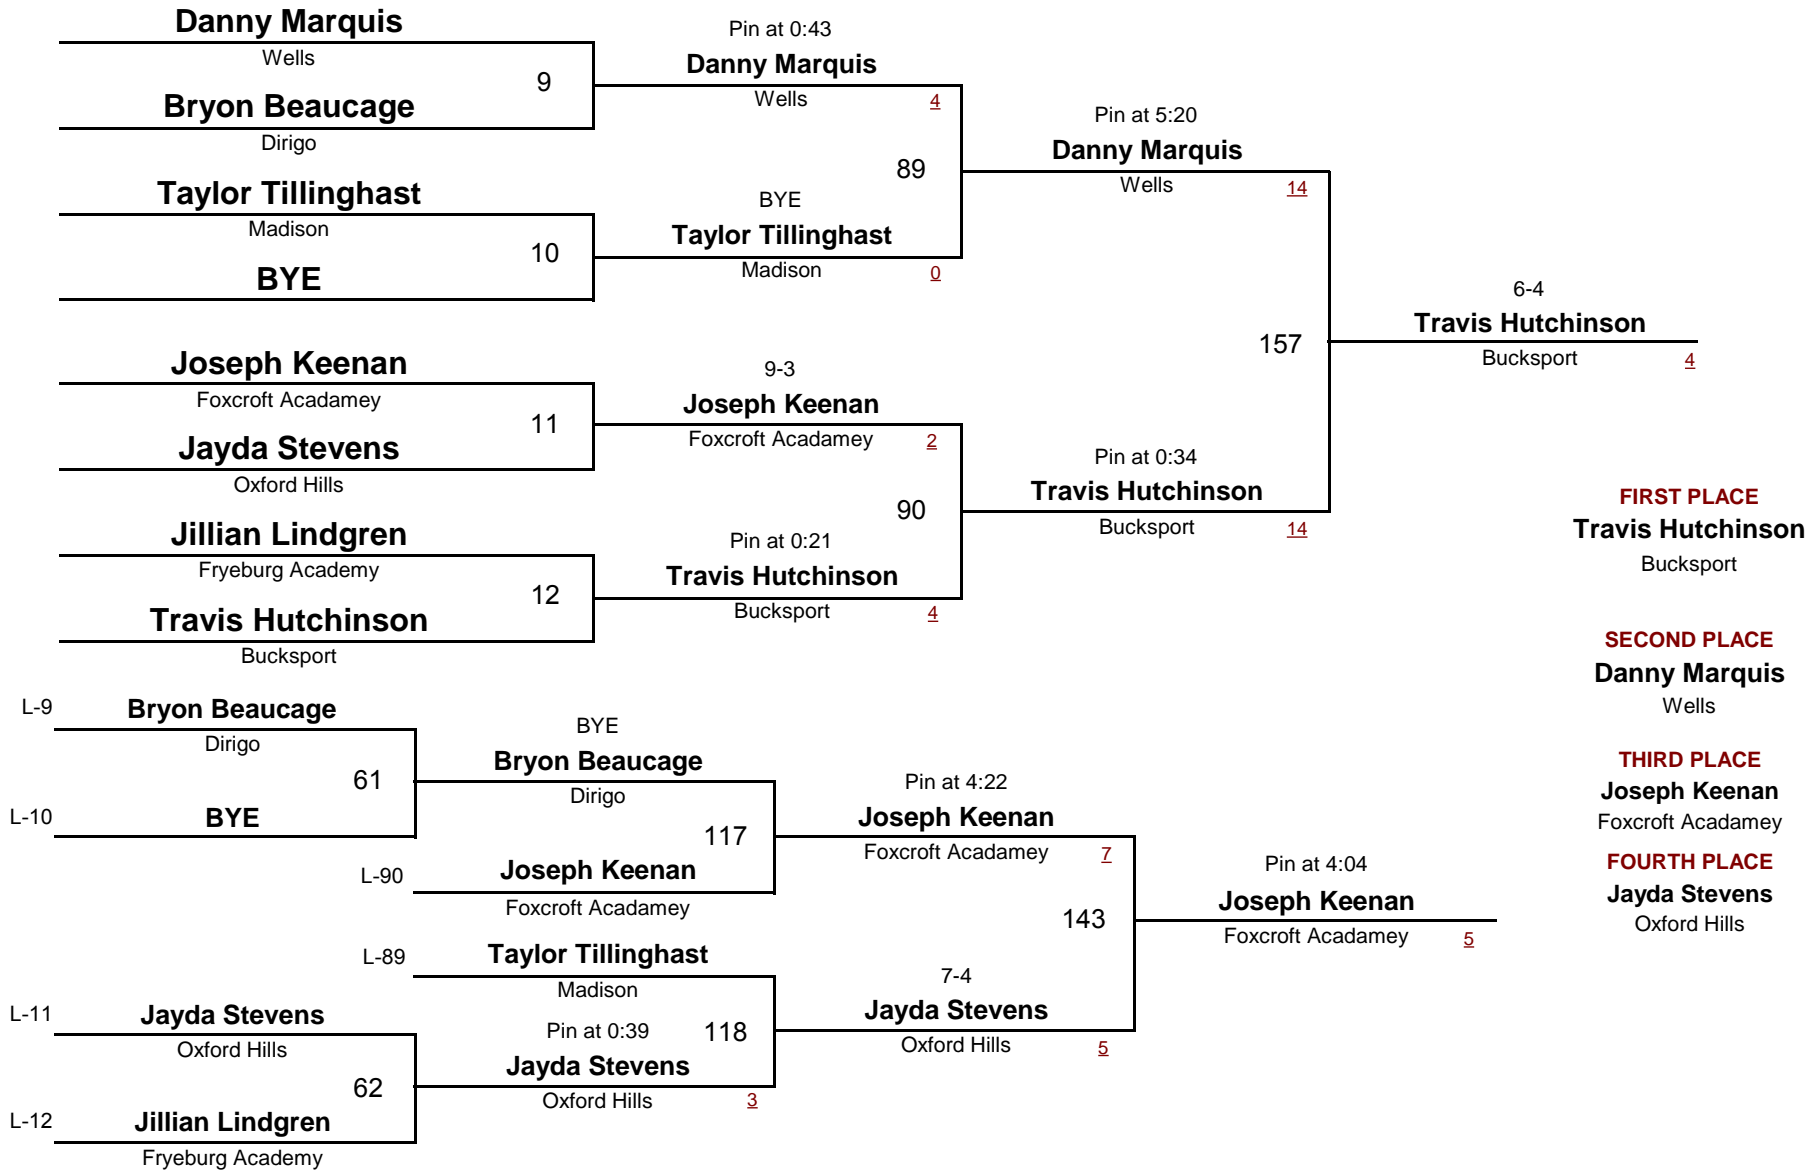 Danny Marquis
Wells
9
Bryon Beaucage
Dirigo
Taylor Tillinghast
Madison
10
BYE
Joseph Keenan
Foxcroft Acadamey
11
Jayda Stevens
Oxford Hills
Jillian Lindgren
Fryeburg Academy
12
Travis Hutchinson
Bucksport
Pin at 0:43
Danny Marquis
Wells 4
89
BYE
Taylor Tillinghast
Madison 0
9-3
Joseph Keenan
Foxcroft Acadamey 2
90
Pin at 0:21
Travis Hutchinson
Bucksport 4
Pin at 5:20
Danny Marquis
Wells 14
157
Pin at 0:34
Travis Hutchinson
Bucksport 14
6-4
Travis Hutchinson
Bucksport 4
FIRST PLACE
Travis Hutchinson
Bucksport
SECOND PLACE
Danny Marquis
Wells
THIRD PLACE
Joseph Keenan
Foxcroft Acadamey
FOURTH PLACE
Jayda Stevens
Oxford Hills
L-9 Bryon Beaucage
Dirigo
61
L-10 BYE
L-11 Jayda Stevens
Oxford Hills
62
L-12 Jillian Lindgren
Fryeburg Academy
BYE
Bryon Beaucage
Dirigo
117
L-90 Joseph Keenan
Foxcroft Acadamey
L-89 Taylor Tillinghast
Madison
118
Pin at 0:39
Jayda Stevens
Oxford Hills 3
Pin at 4:22
Joseph Keenan
Foxcroft Acadamey 7
143
7-4
Jayda Stevens
Oxford Hills 5
Pin at 4:04
Joseph Keenan
Foxcroft Acadamey 5